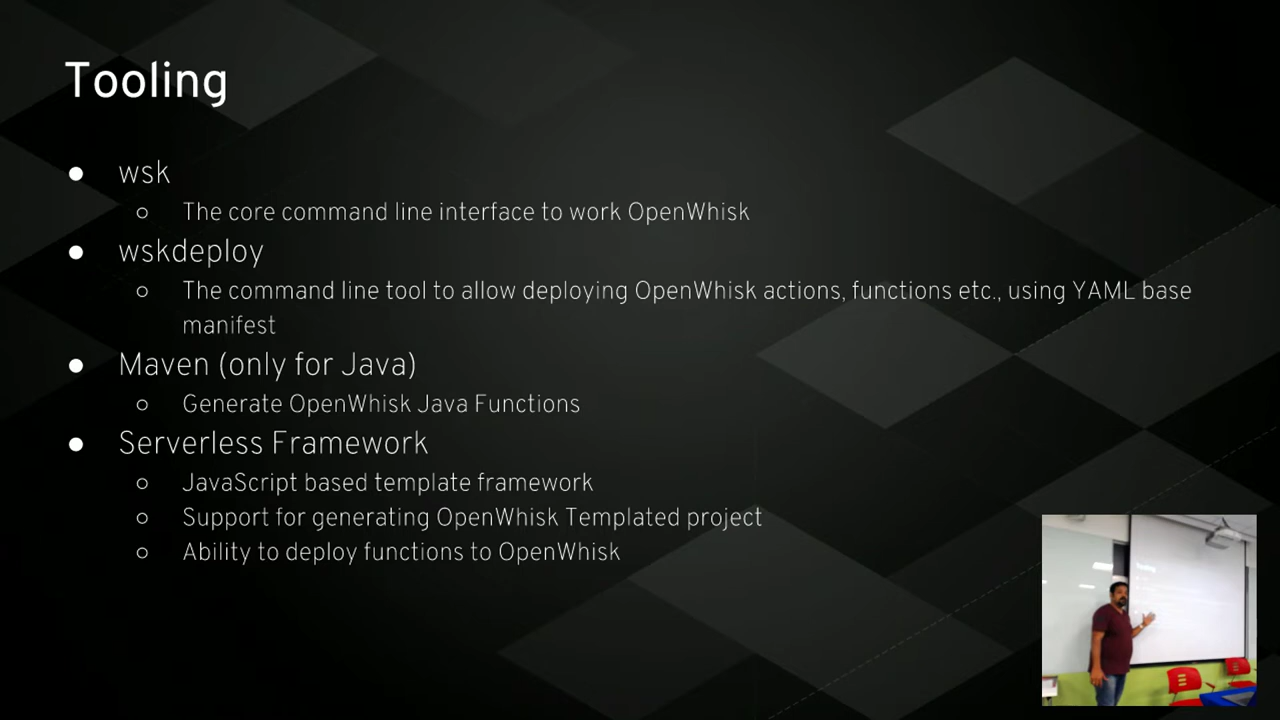 Tooling
● wsk
○ The core command line interface to work OpenWhisk
● wskdeploy
○ The command line tool to allow deploying OpenWhisk actions, functions etc., using YAML base
manifest
● Maven (only for Java)
○ Generate OpenWhisk Java Functions
● Serverless Framework
○ JavaScript based template framework
○ Support for generating OpenWhisk Templated project
○ Ability to deploy functions to OpenWhisk
Tooling